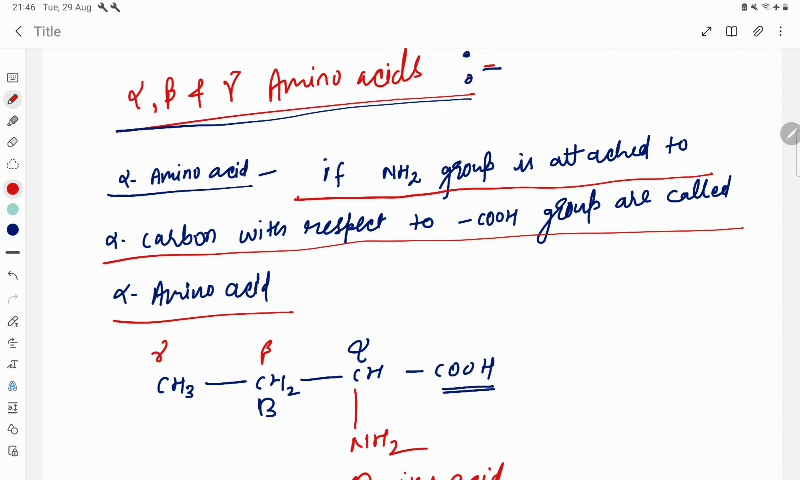 21:46 Tue, 29 Aug
Title
α, β & γ Amino acids :=
α- Amino acid - if NH2 group is attached to
α- carbon with respect to -COOH group are called
α- Amino acid
γ β α
CH3 — CH2 — CH - COOH
B
NH2
acid